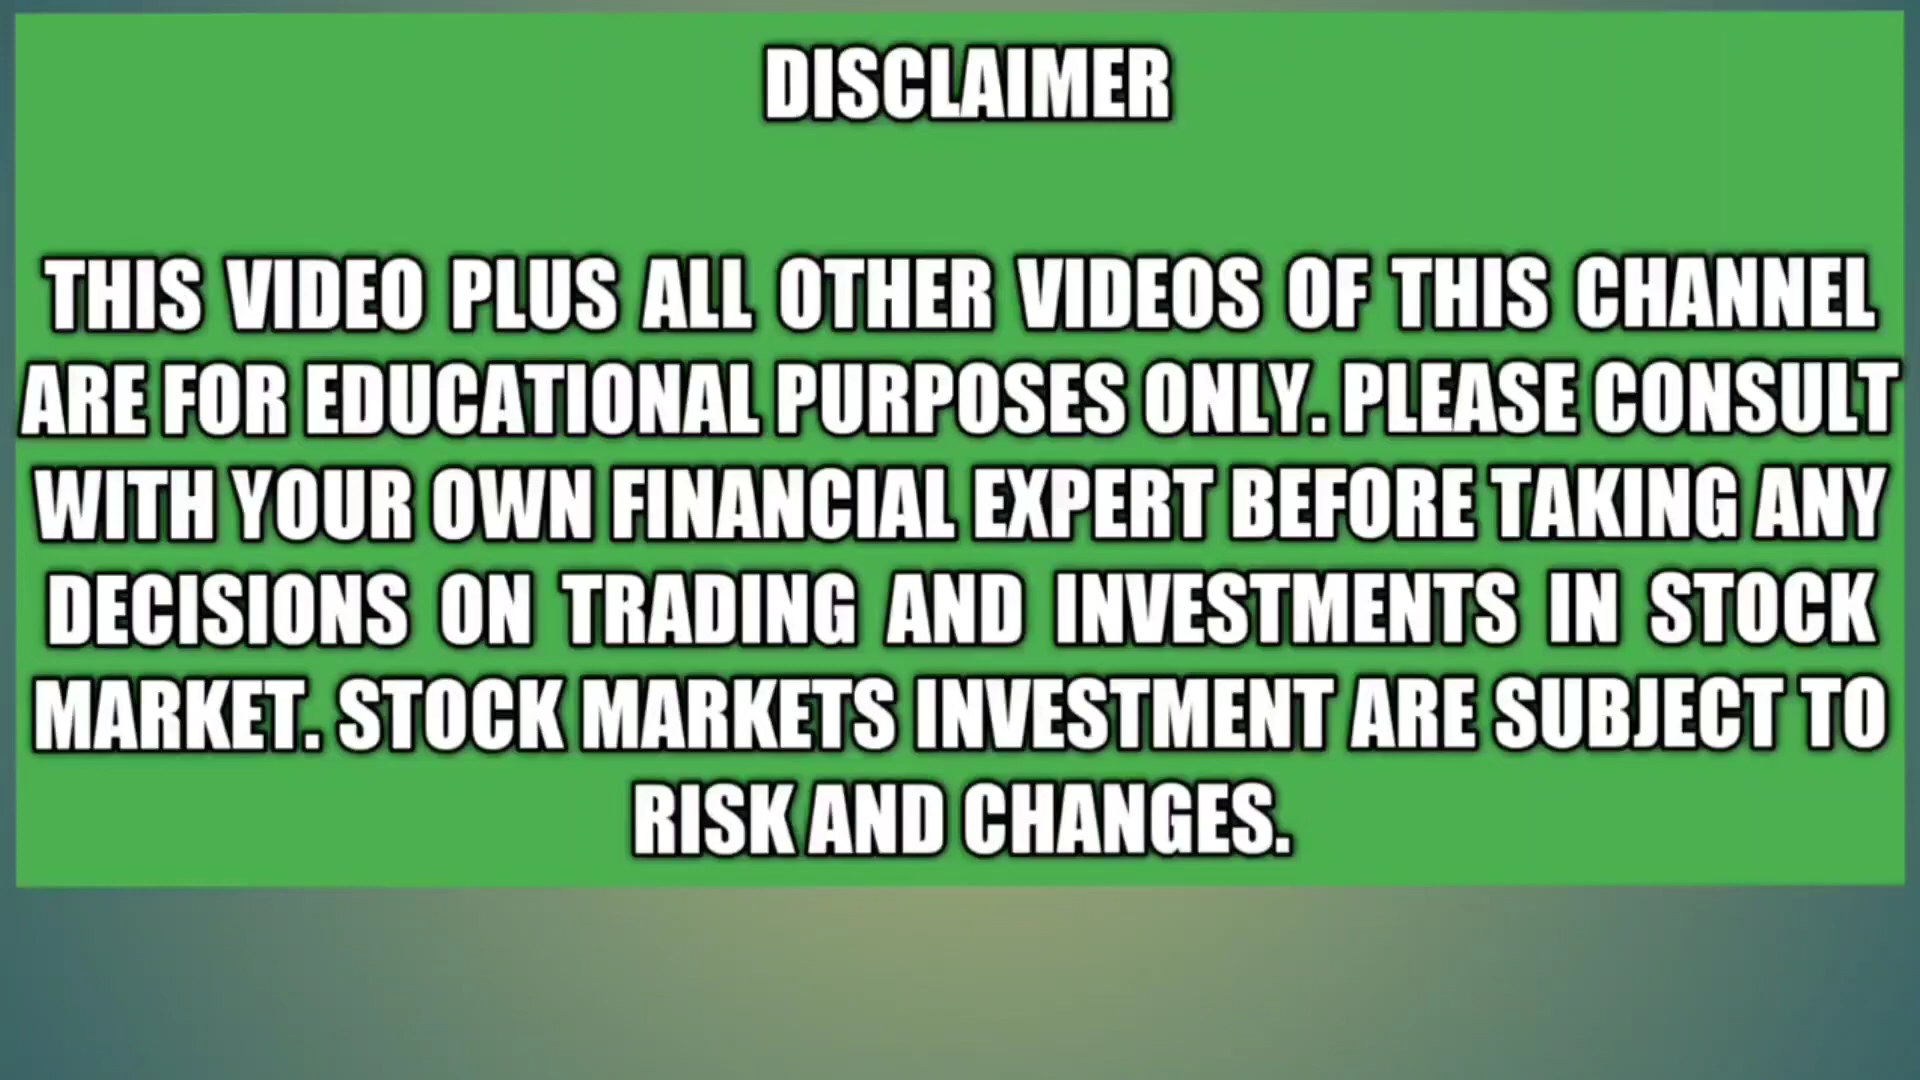 DISCLAIMER
THIS VIDEO PLUS ALL OTHER VIDEOS OF THIS CHANNEL
ARE FOR EDUCATIONAL PURPOSES ONLY. PLEASE CONSULT
WITH YOUR OWN FINANCIAL EXPERT BEFORE TAKING ANY
DECISIONS ON TRADING AND INVESTMENTS IN STOCK
MARKET. STOCK MARKETS INVESTMENT ARE SUBJECT TO
RISK AND CHANGES.